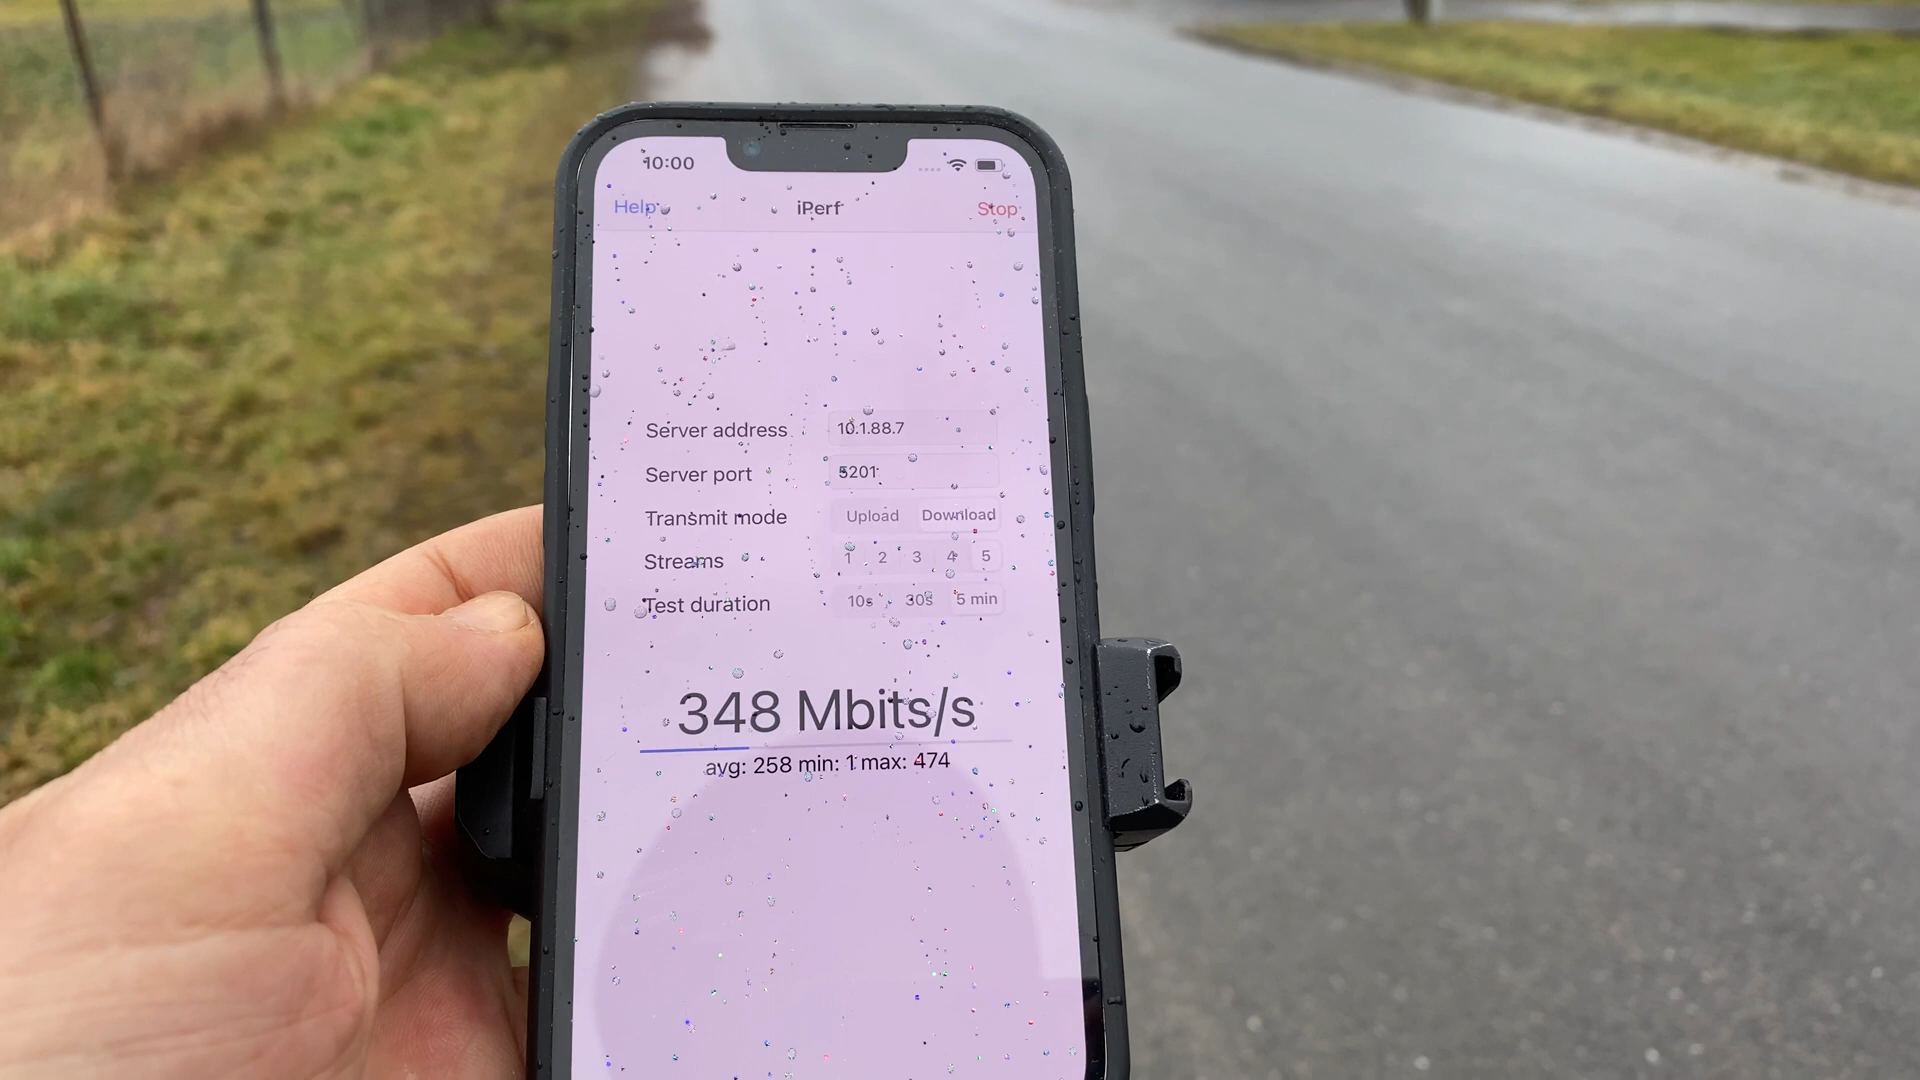 10:00
Help iPerf Stop
Server address 10.1.88.7
Server port 5201
Transmit mode Upload Download
Streams 1 2 3 4 5
Test duration 10s 30s 5 min
348 Mbits/s
avg: 258 min: 1 max: 474